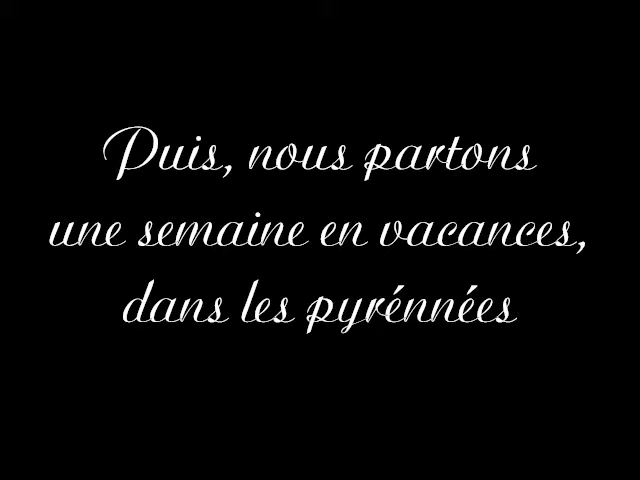 Puis, nous partons
une semaine en vacances,
dans les pyrénnées